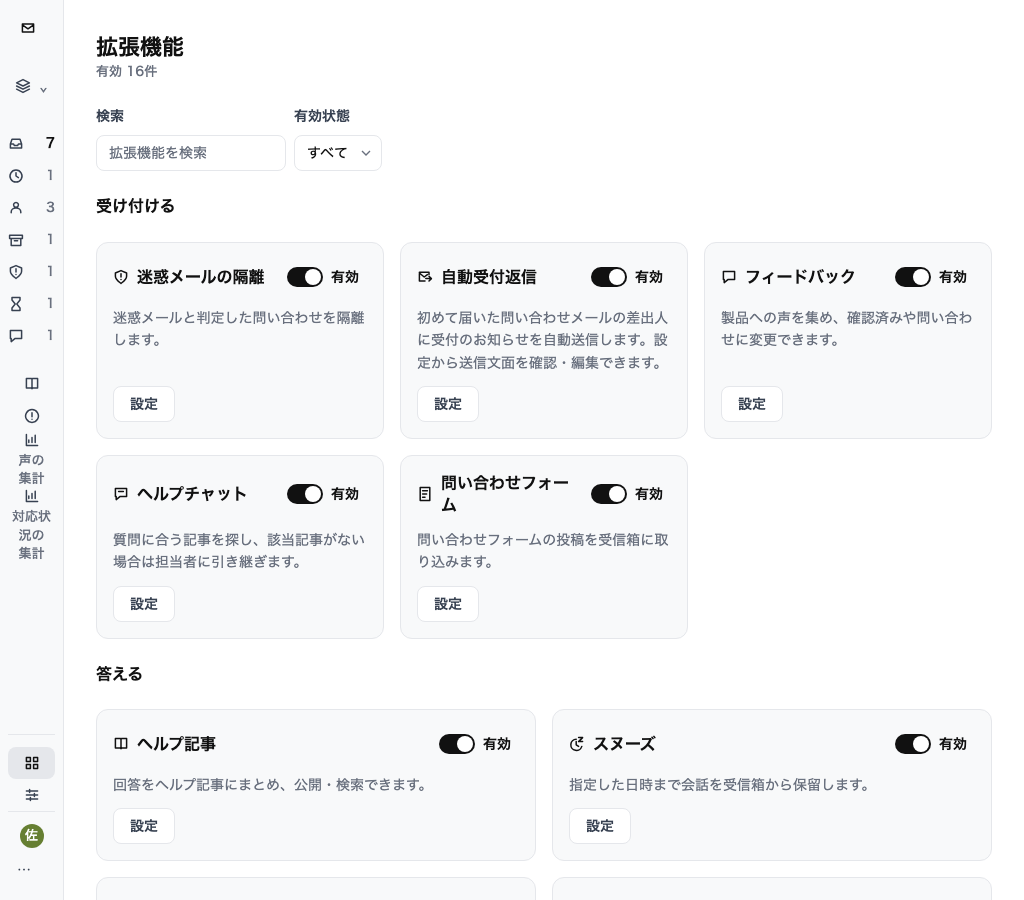 拡張機能
有効 16件
検索
有効状態
拡張機能を検索
すべて
7
1
3
1
1
1
1
声の
集計
対応状
況の
集計
佐
…
受け付ける
迷惑メールの隔離
有効
迷惑メールと判定した問い合わせを隔離
します。
設定
自動受付返信
有効
初めて届いた問い合わせメールの差出人
に受付のお知らせを自動送信します。設
定から送信文面を確認・編集できます。
設定
フィードバック
有効
製品への声を集め、確認済みや問い合わ
せに変更できます。
設定
ヘルプチャット
有効
質問に合う記事を探し、該当記事がない
場合は担当者に引き継ぎます。
設定
問い合わせフォー
ム
有効
問い合わせフォームの投稿を受信箱に取
り込みます。
設定
答える
ヘルプ記事
有効
回答をヘルプ記事にまとめ、公開・検索できます。
設定
スヌーズ
有効
指定した日時まで会話を受信箱から保留します。
設定